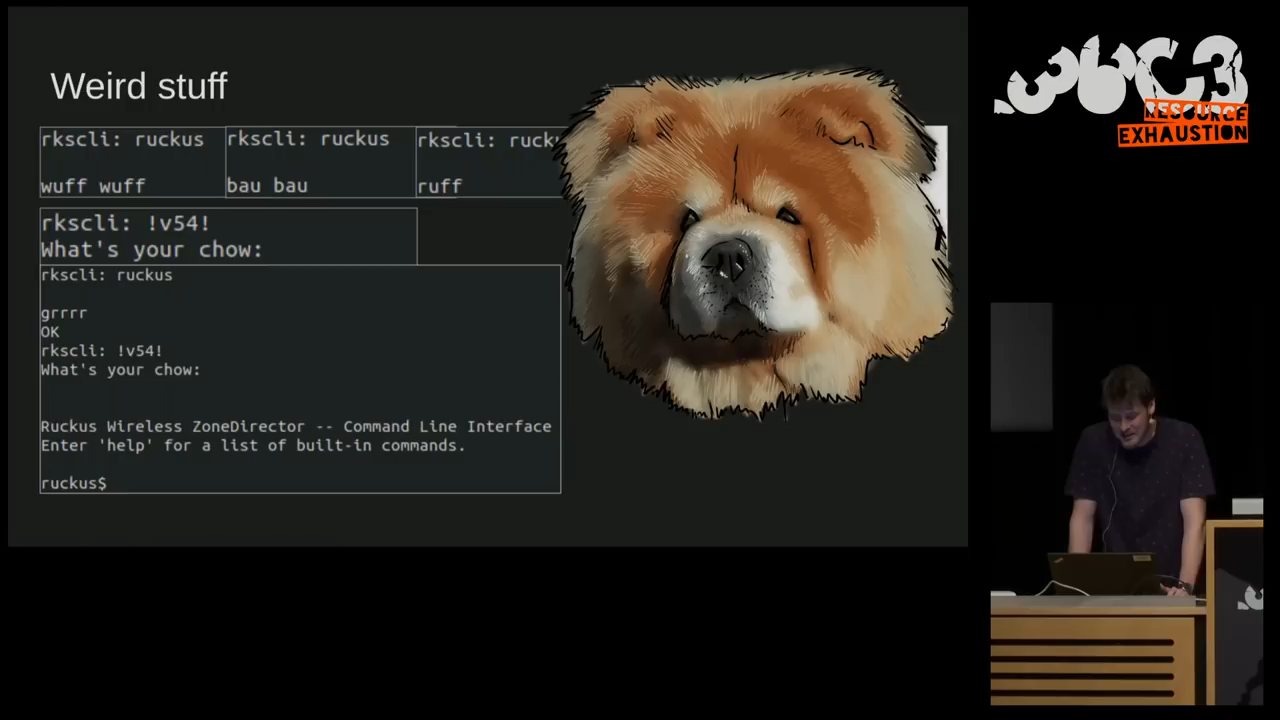 Weird stuff
rkscli: ruckus
wuff wuff
rkscli: ruckus
bau bau
rkscli: ruck
ruff
rkscli: !v54!
What's your chow:
rkscli: ruckus
grrrr
OK
rkscli: !v54!
What's your chow:
Ruckus Wireless ZoneDirector -- Command Line Interface
Enter 'help' for a list of built-in commands.
ruckus$
36C3
RESOURCE
EXHAUSTION